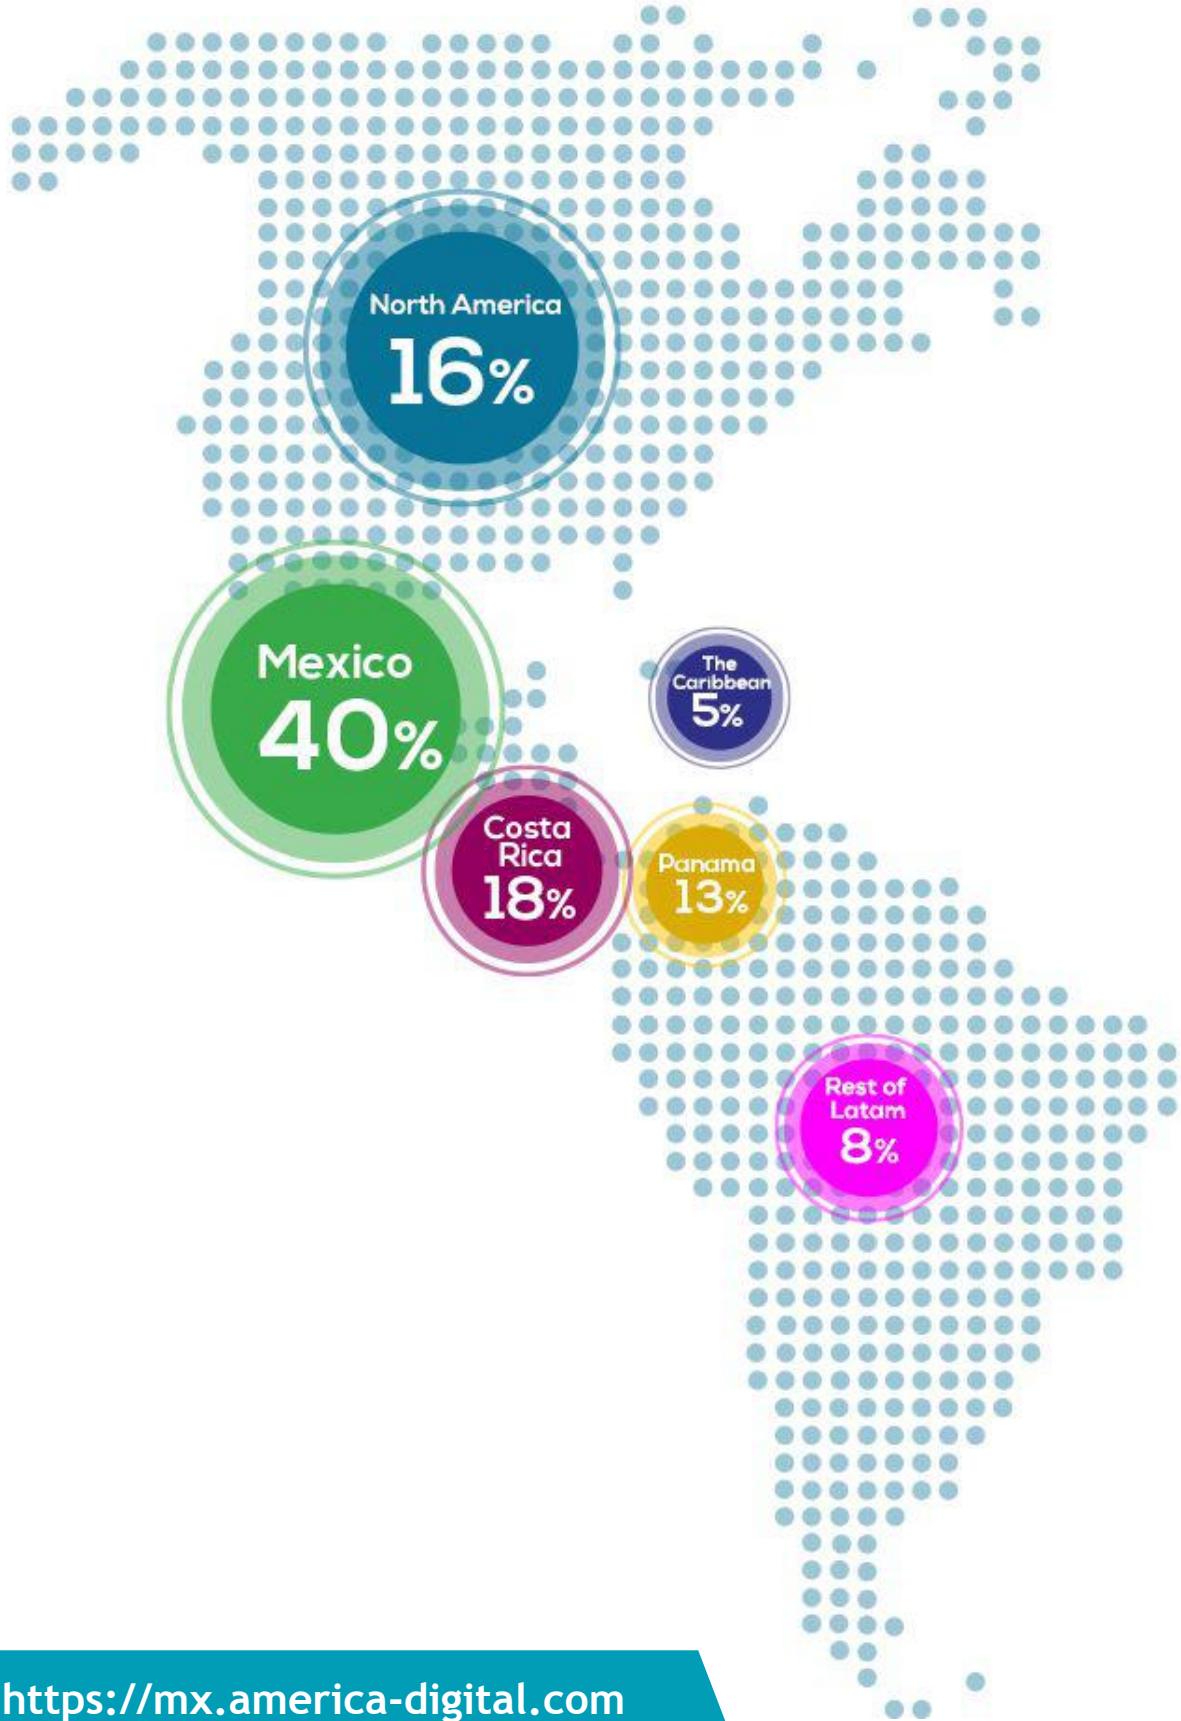 North America
16%
Mexico
40%
The
Caribbean
5%
Costa
Rica
18%
Panama
13%
Rest of
Latam
8%
https://mx.america-digital.com